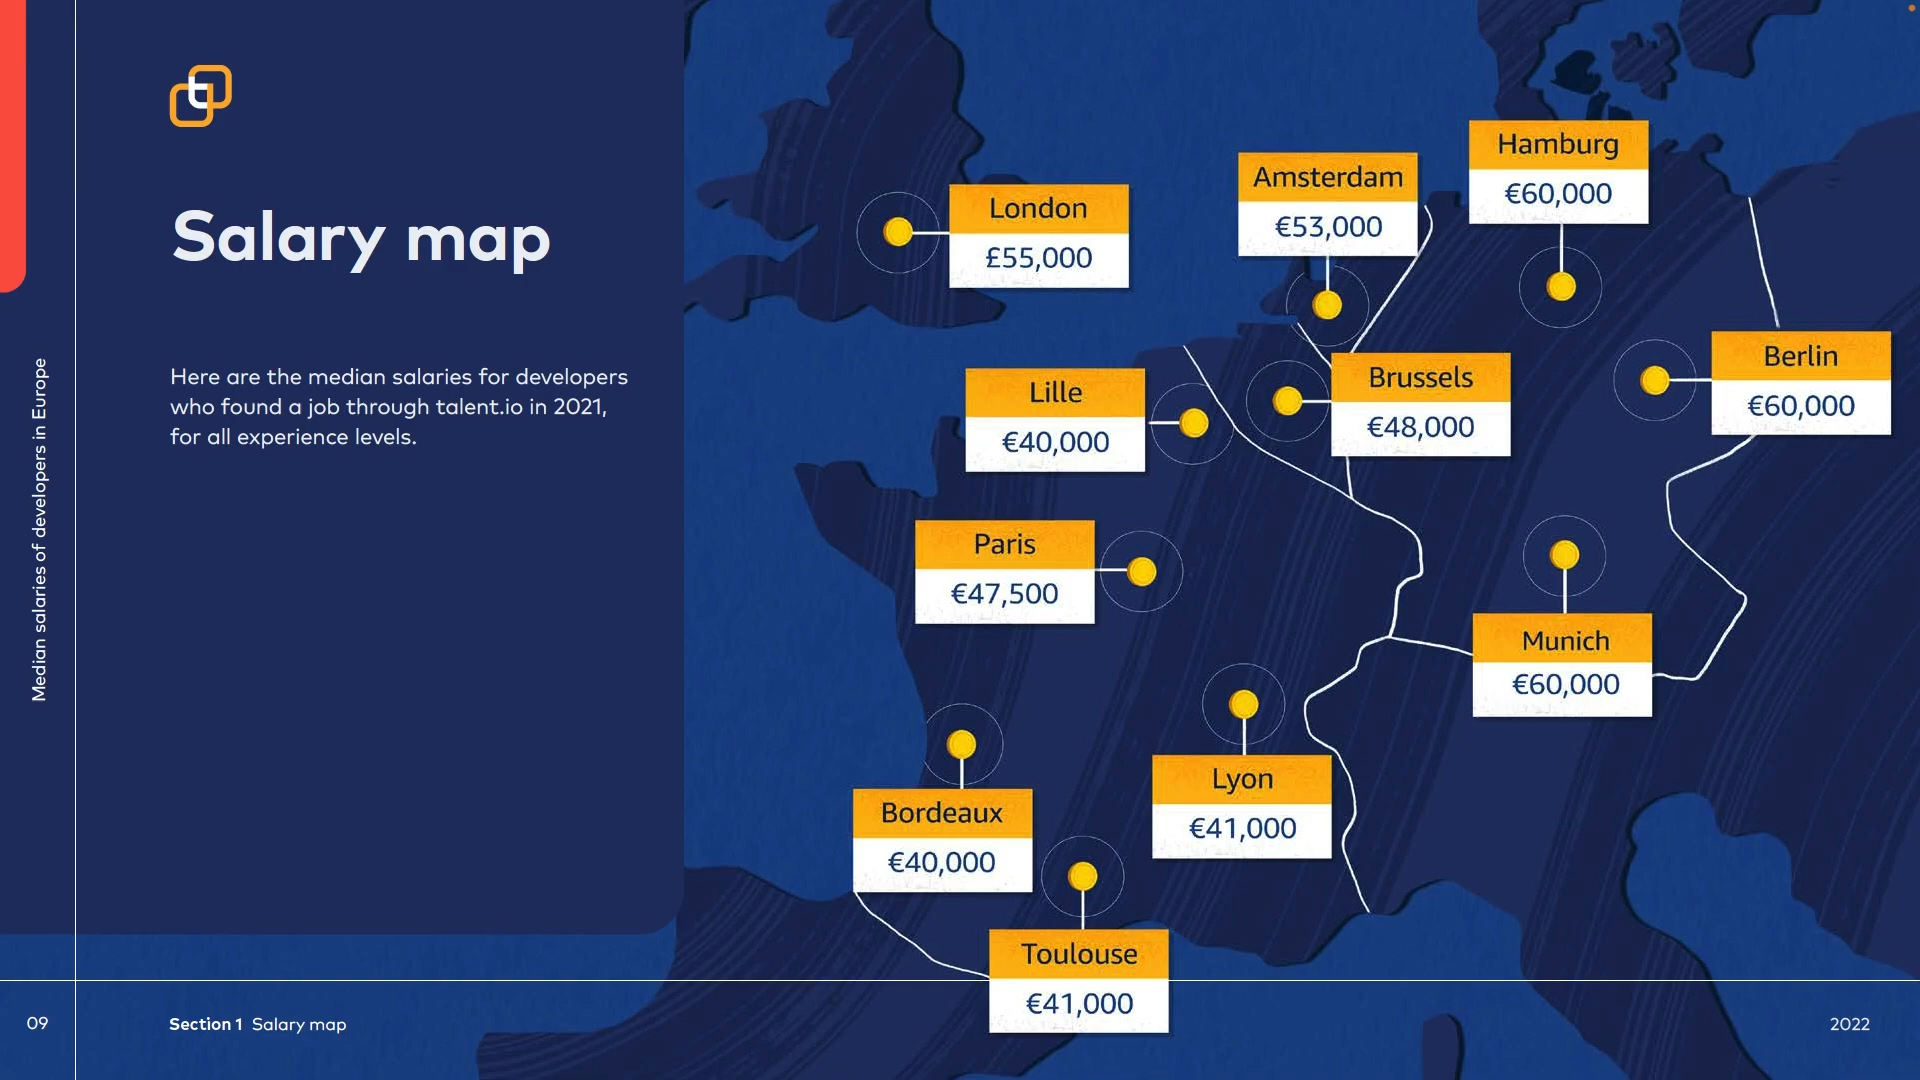 Salary map
Here are the median salaries for developers
who found a job through talent.io in 2021,
for all experience levels.
Median salaries of developers in Europe
London
£55,000
Amsterdam
€53,000
Hamburg
€60,000
Berlin
€60,000
Brussels
€48,000
Lille
€40,000
Paris
€47,500
Munich
€60,000
Lyon
€41,000
Bordeaux
€40,000
Toulouse
€41,000
09
Section 1 Salary map
2022